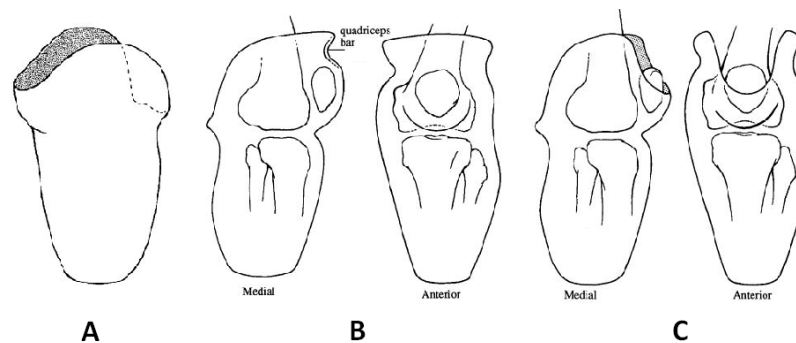 quadriceps
bar
Medial
Anterior
Medial
Anterior
A
B
C